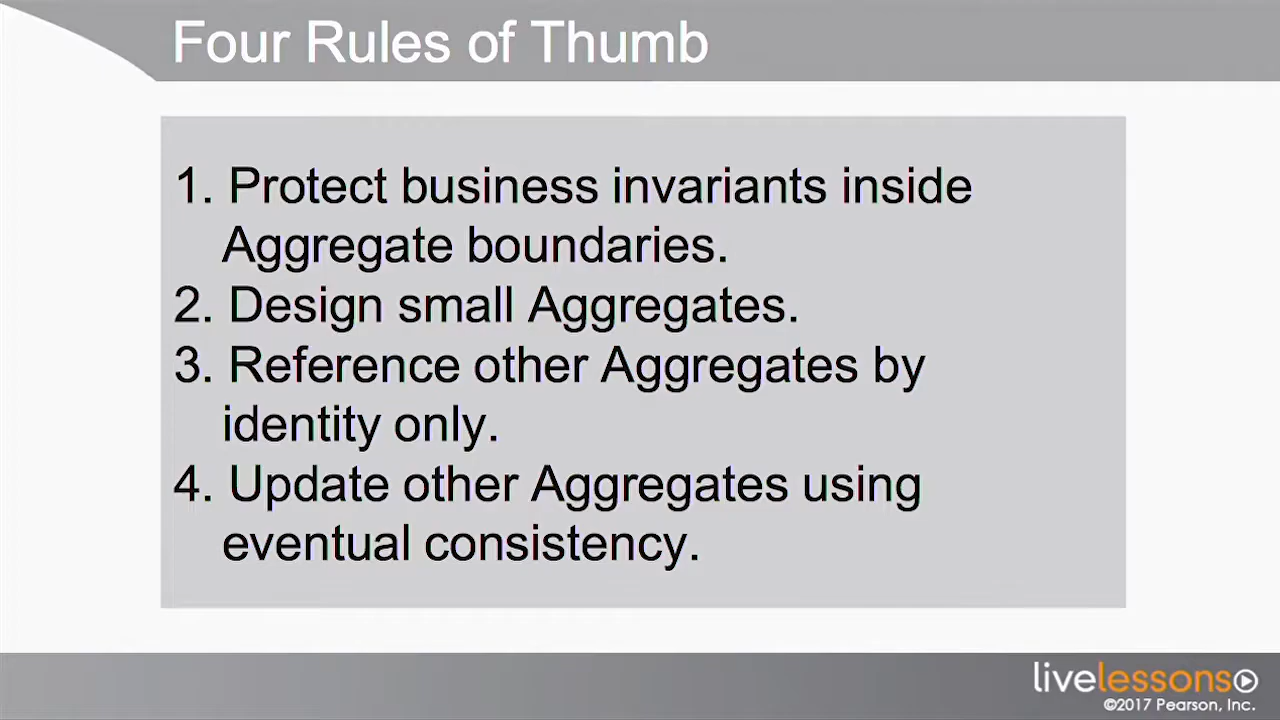 Four Rules of Thumb
1. Protect business invariants inside
Aggregate boundaries.
2. Design small Aggregates.
3. Reference other Aggregates by
identity only.
4. Update other Aggregates using
eventual consistency.
livelessons
©2017 Pearson, Inc.